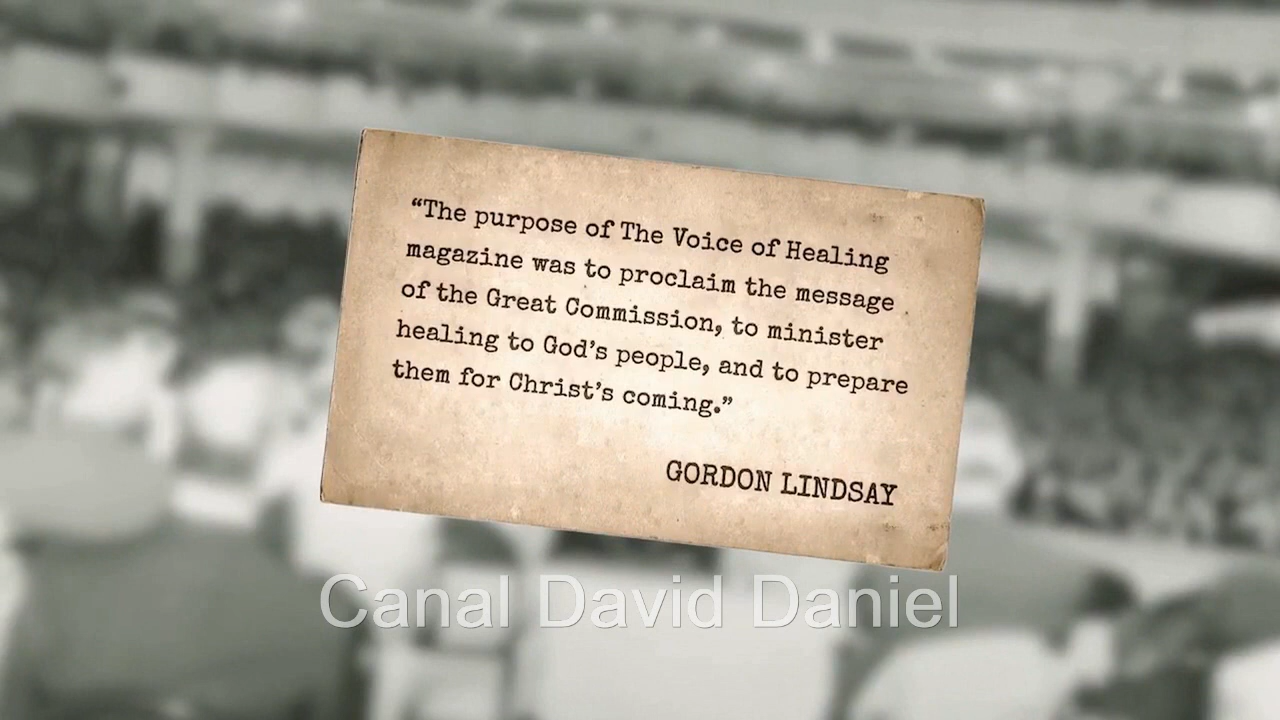 “The purpose of The Voice of Healing
magazine was to proclaim the message
of the Great Commission, to minister
healing to God’s people, and to prepare
them for Christ’s coming.”
GORDON LINDSAY
Canal David Daniel